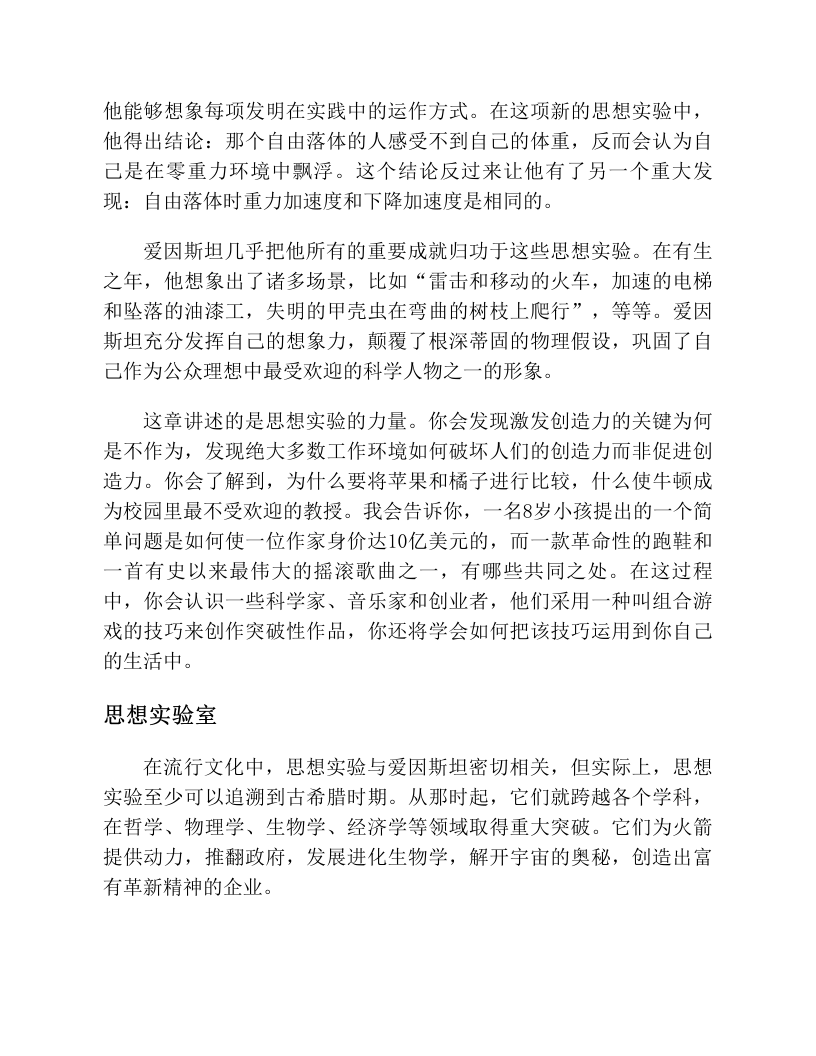 他能够想象每项发明在实践中的运作方式。在这项新的思想实验中，
他得出结论：那个自由落体的人感受不到自己的体重，反而会认为自
己是在零重力环境中飘浮。这个结论反过来让他有了另一个重大发
现：自由落体时重力加速度和下降加速度是相同的。
爱因斯坦几乎把他所有的重要成就归功于这些思想实验。在有生
之年，他想象出了诸多场景，比如“雷击和移动的火车，加速的电梯
和坠落的油漆工，失明的甲壳虫在弯曲的树枝上爬行”，等等。爱因
斯坦充分发挥自己的想象力，颠覆了根深蒂固的物理假设，巩固了自
己作为公众理想中最受欢迎的科学人物之一的形象。
这章讲述的是思想实验的力量。你会发现激发创造力的关键为何
是不作为，发现绝大多数工作环境如何破坏人们的创造力而非促进创
造力。你会了解到，为什么要将苹果和橘子进行比较，什么使牛顿成
为校园里最不受欢迎的教授。我会告诉你，一名8岁小孩提出的一个简
单问题是如何使一位作家身价达10亿美元的，而一款革命性的跑鞋和
一首有史以来最伟大的摇滚歌曲之一，有哪些共同之处。在这过程
中，你会认识一些科学家、音乐家和创业者，他们采用一种叫组合游
戏的技巧来创作突破性作品，你还将学会如何把该技巧运用到你自己
的生活中。
思想实验室
在流行文化中，思想实验与爱因斯坦密切相关，但实际上，思想
实验至少可以追溯到古希腊时期。从那时起，它们就跨越各个学科，
在哲学、物理学、生物学、经济学等领域取得重大突破。它们为火箭
提供动力，推翻政府，发展进化生物学，解开宇宙的奥秘，创造出富
有革新精神的企业。